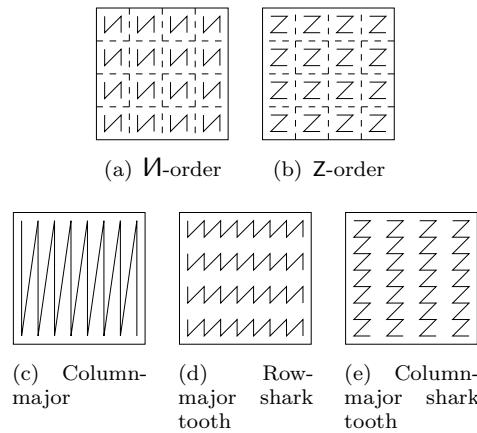 (a) И-order
(b) Z-order
(c) Column-
major
(d) Row-
major shark
tooth
(e) Column-
major shark
tooth